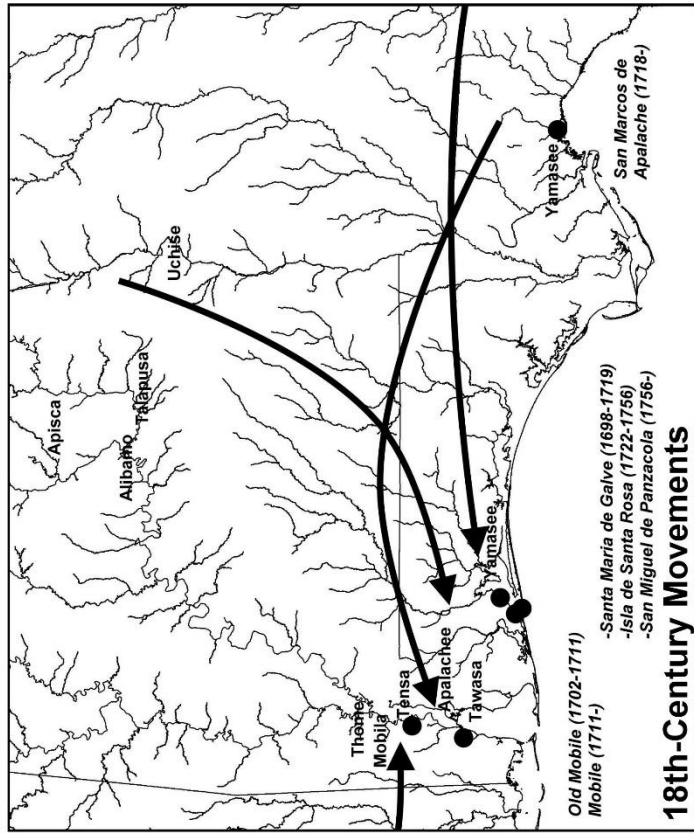 Apisca
Alibamo
Talapusa
Uchise
Thome
Mobila
Tensa
Apalachee
Tawasa
Yamasee
Yamasee
San Marcos de
Apalache (1718-)
Old Mobile (1702-1711)
Mobile (1711-)
-Santa Maria de Galve (1698-1719)
-Isla de Santa Rosa (1722-1756)
-San Miguel de Panzacola (1756-)
18th-Century Movements